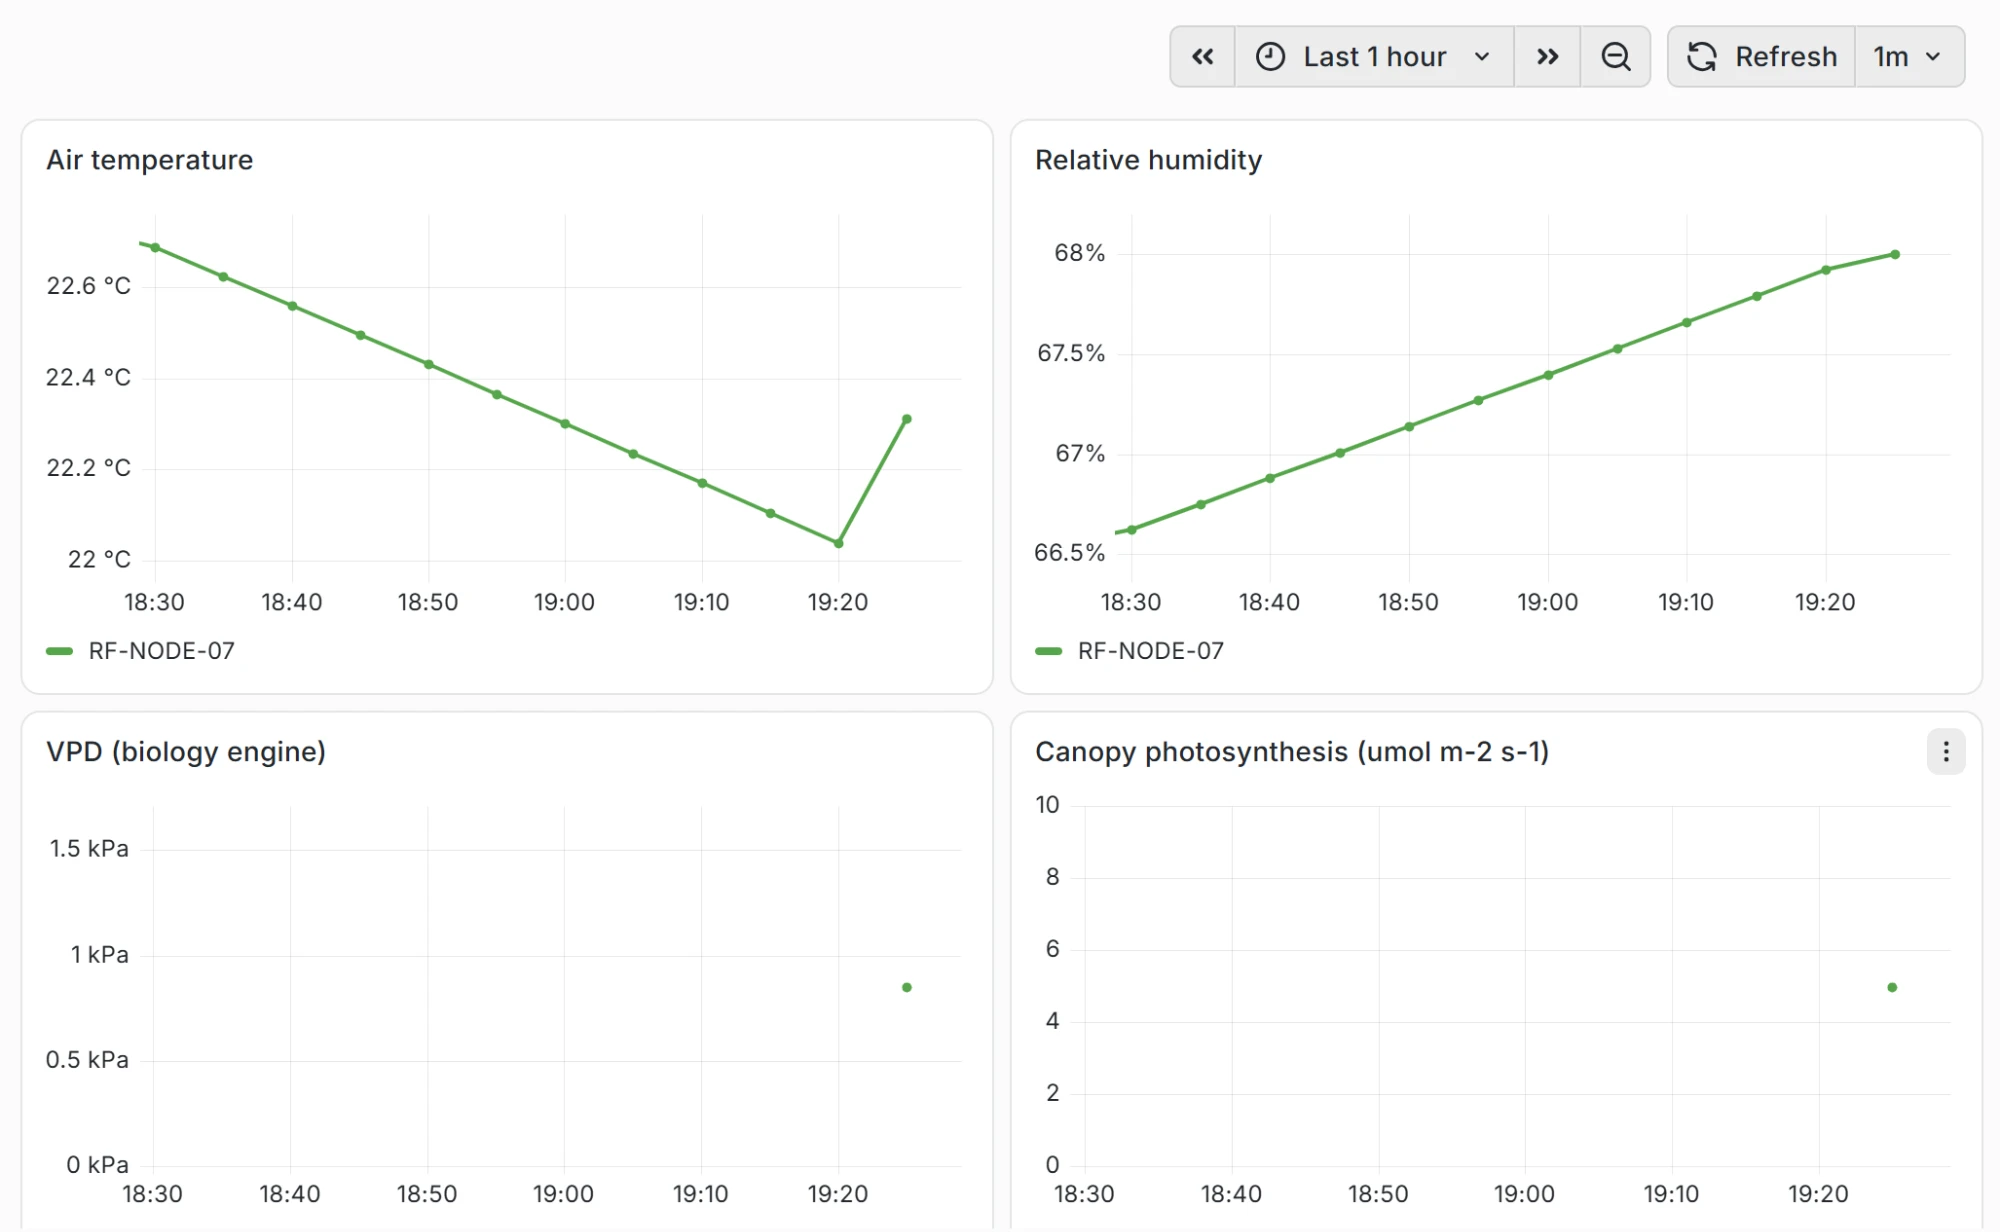 Last 1 hour
Refresh
1m
Air temperature
22.6 °C
22.4 °C
22.2 °C
22 °C
18:30 18:40 18:50 19:00 19:10 19:20
RF-NODE-07
Relative humidity
68%
67.5%
67%
66.5%
18:30 18:40 18:50 19:00 19:10 19:20
RF-NODE-07
VPD (biology engine)
1.5 kPa
1 kPa
0.5 kPa
0 kPa
18:30 18:40 18:50 19:00 19:10 19:20
Canopy photosynthesis (umol m-2 s-1)
10
8
6
4
2
0
18:30 18:40 18:50 19:00 19:10 19:20